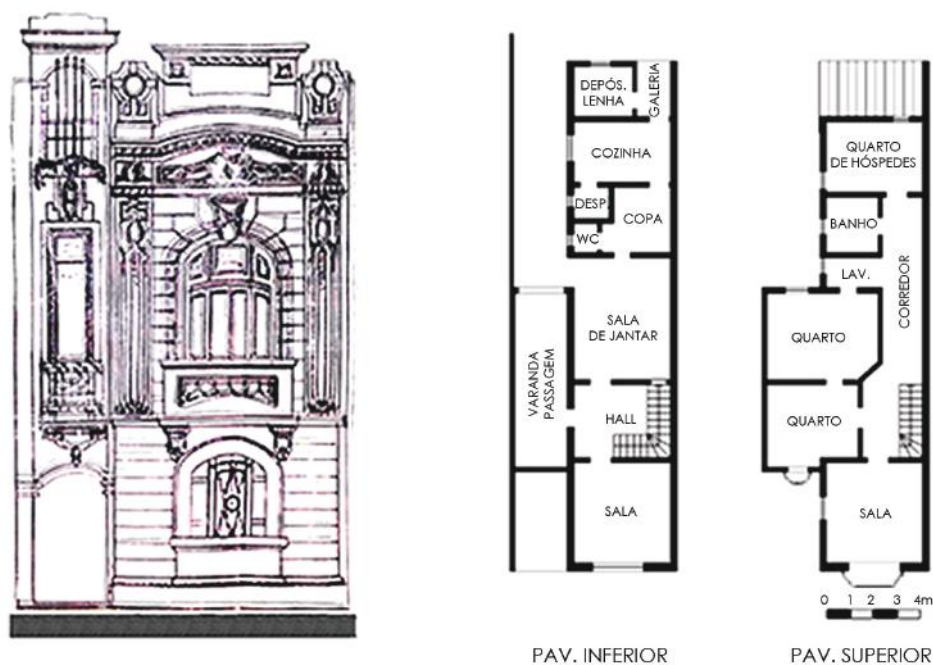 DEPÓS.
LENHA
GALERIA
COZINHA
DESP.
COPA
WC
SALA
DE JANTAR
VARANDA
PASSAGEM
HALL
SALA
PAV. INFERIOR
QUARTO
DE HÓSPEDES
BANHO
LAV.
CORREDOR
QUARTO
QUARTO
SALA
0 1 2 3 4m
PAV. SUPERIOR